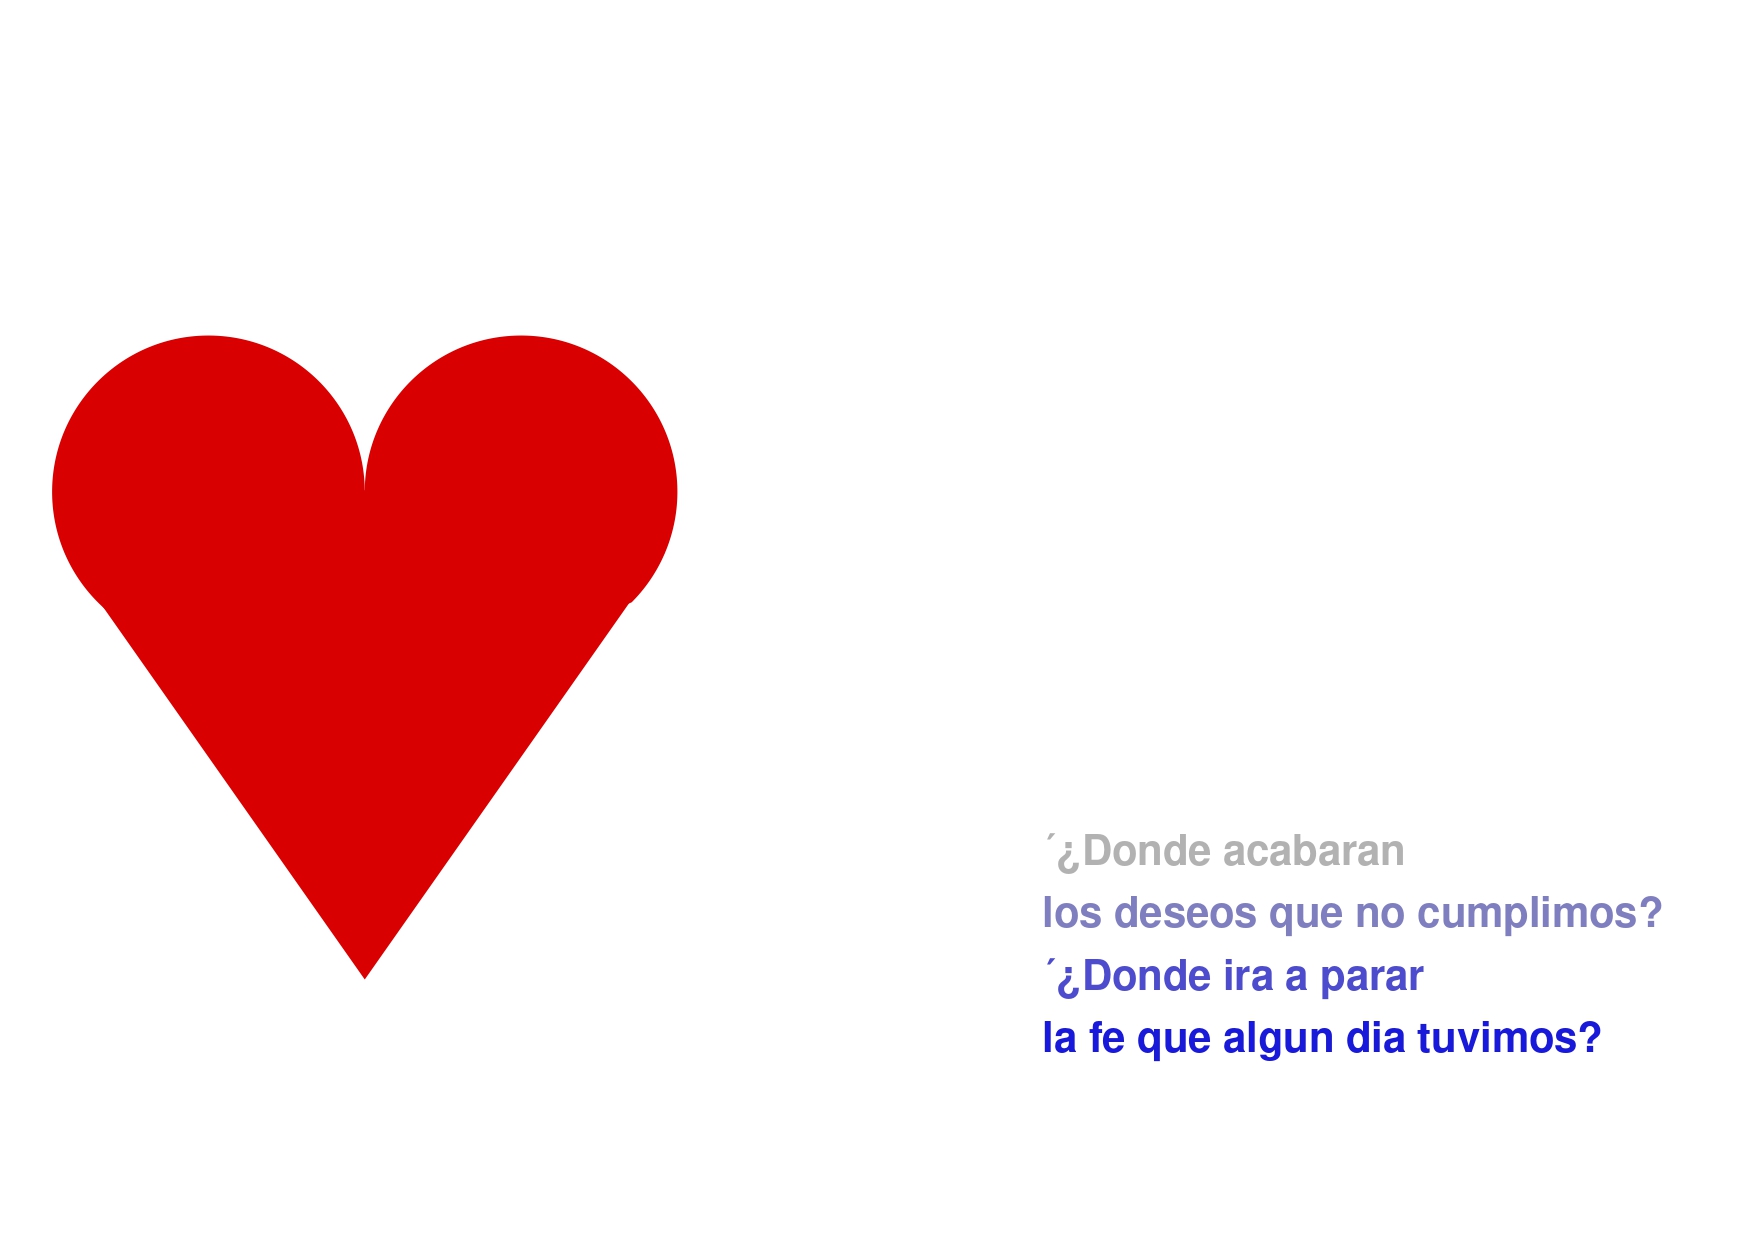 ´¿Donde acabaran
los deseos que no cumplimos?
´¿Donde ira a parar
la fe que algun dia tuvimos?